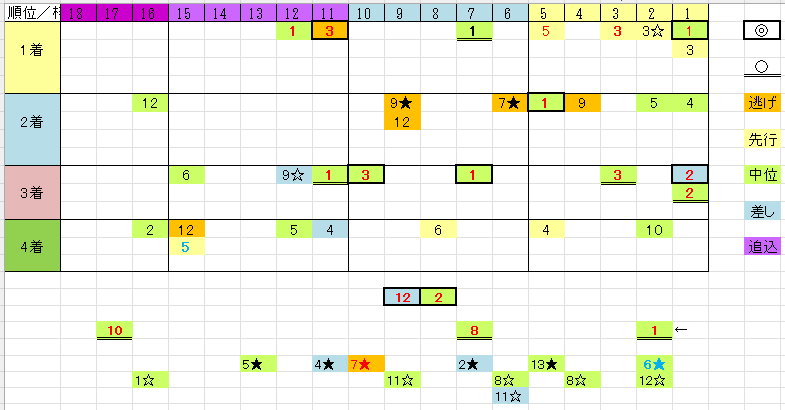 順位／枠 18 17 16 15 14 13 12 11 10 9 8 7 6 5 4 3 2 1
1着 1 3 1 5 3 3☆ 1 ◎
3
○
2着 12 9★ 7★ 1 9 5 4 逃げ
12
先行
3着 6 9☆ 1 3 1 3 2 中位
2
差し
4着 2 12 5 4 6 4 10
5 追込
12 2
10 8 1 ←
5★ 4★ 7★ 2★ 13★ 6★
1☆ 11☆ 8☆ 8☆ 12☆
11☆